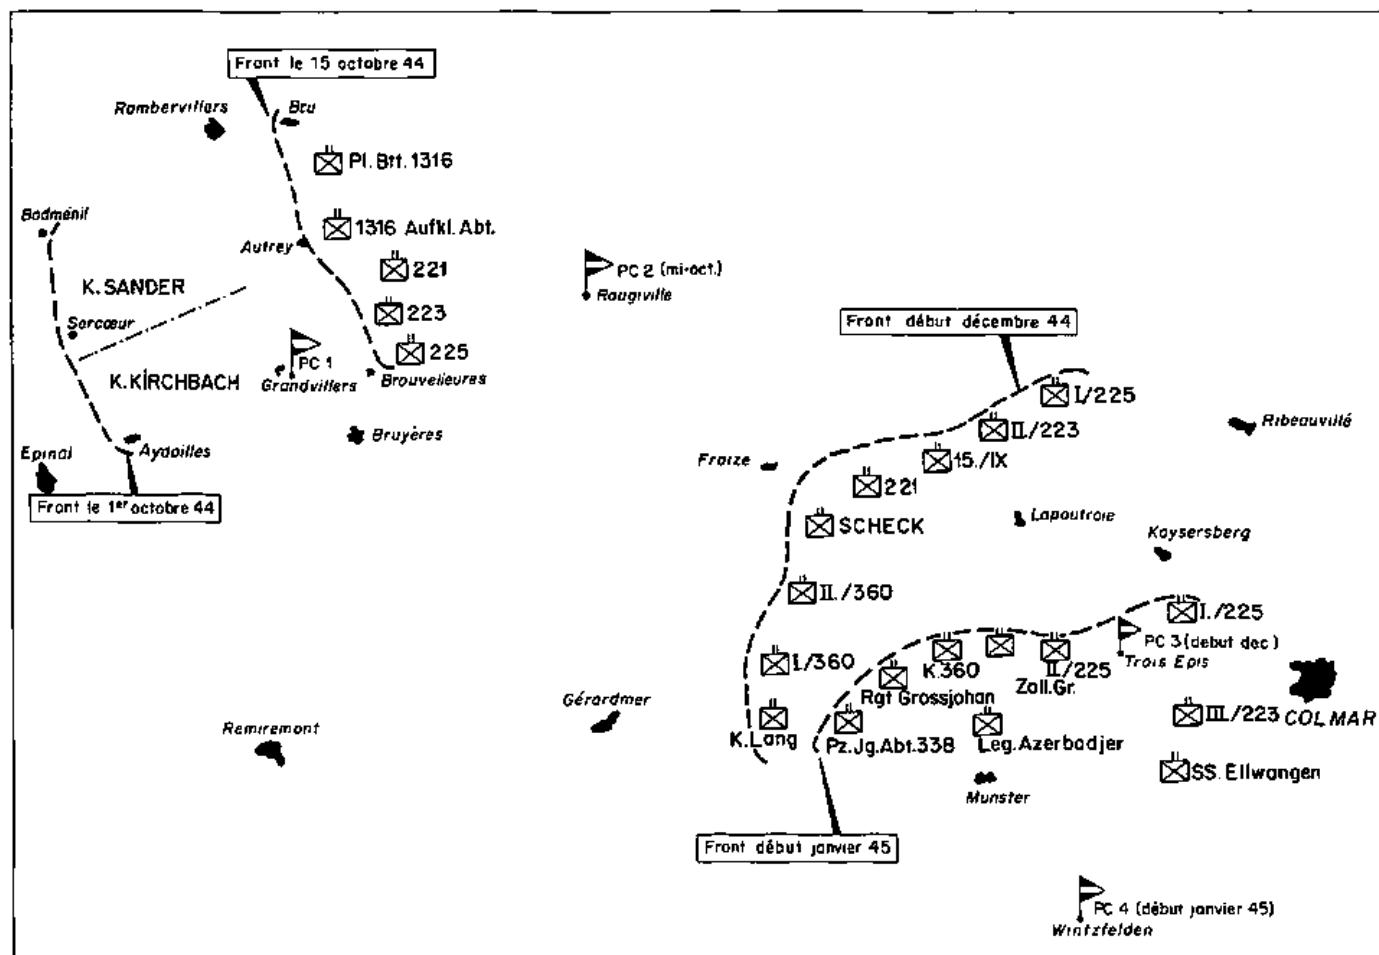 Front le 15 octobre 44
Rambervillers
Bru
Pl. Btt. 1316
Badménil
1316 Aufkl. Abt.
Autrey
221
PC 2 (mi-oct.)
K. SANDER
Rougiville
223
Front début décembre 44
Sercœur
225
PC 1
K. KIRCHBACH
Grandvillers
Brouvelieures
I/225
II./223
Ribeauvillé
Bruyères
Aydoilles
Epinal
Fraize
15./IX
221
Front le 1er octobre 44
SCHECK
Lapoutroie
Kaysersberg
II./360
I./225
PC 3 (debut dec)
I./360
K.360
II./225
Trois Epis
Zoll.Gr.
Rgt Grossjohan
Gérardmer
III./223
COLMAR
Remiremont
K.Lang
Pz.Jg.Abt.338
Leg.Azerbadjer
SS. Ellwangen
Munster
Front début janvier 45
PC 4 (début janvier 45)
Wintzfelden